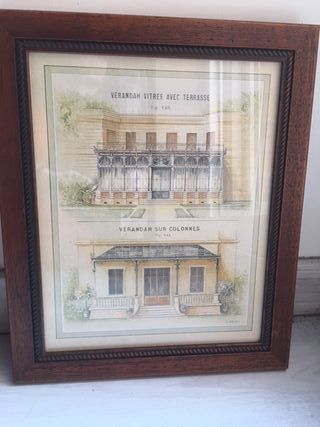 VERANDAH VITREE AVEC TERRASSE
VERANDAH SUR COLONNES